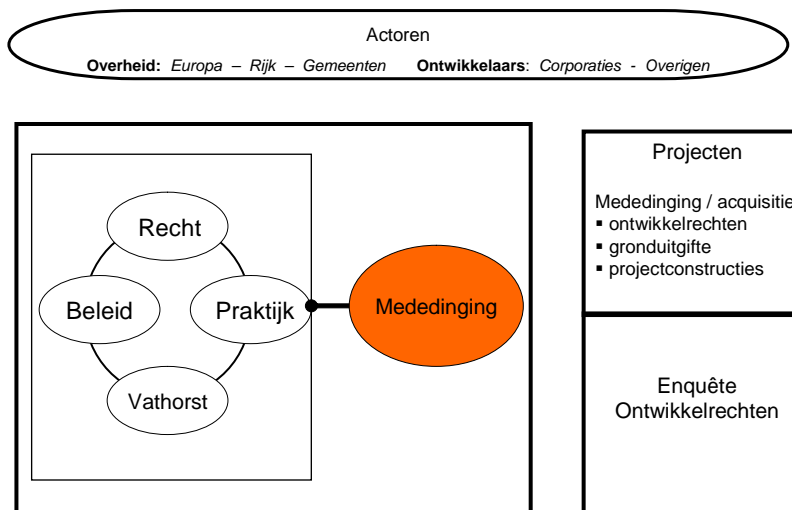 Actoren
Overheid: Europa – Rijk – Gemeenten Ontwikkelaars: Corporaties - Overigen
Recht
Beleid
Praktijk
Vathorst
Mededinging
Projecten
Mededinging / acquisitie
▪ ontwikkelrechten
▪ gronduitgifte
▪ projectconstructies
Enquête
Ontwikkelrechten